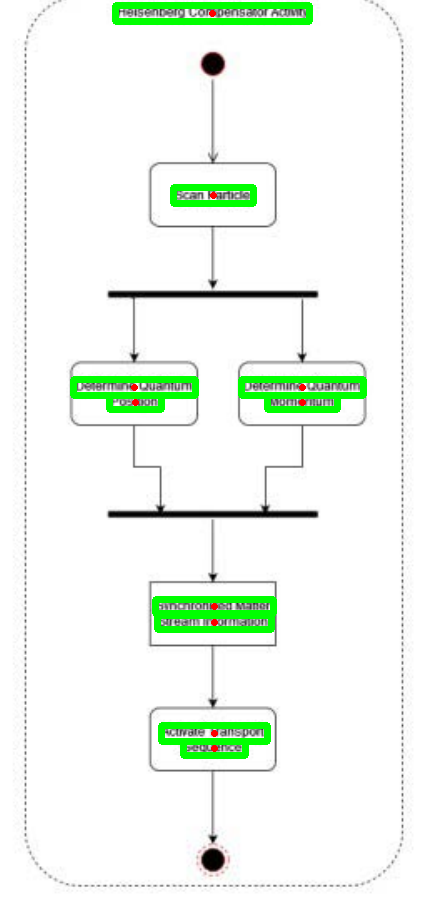 Heisenberg Compensator Activity
Scan Particle
Determine Quantum
Position
Determine Quantum
Momentum
Synchronized Matter
Stream Information
Activate Transport
Sequence